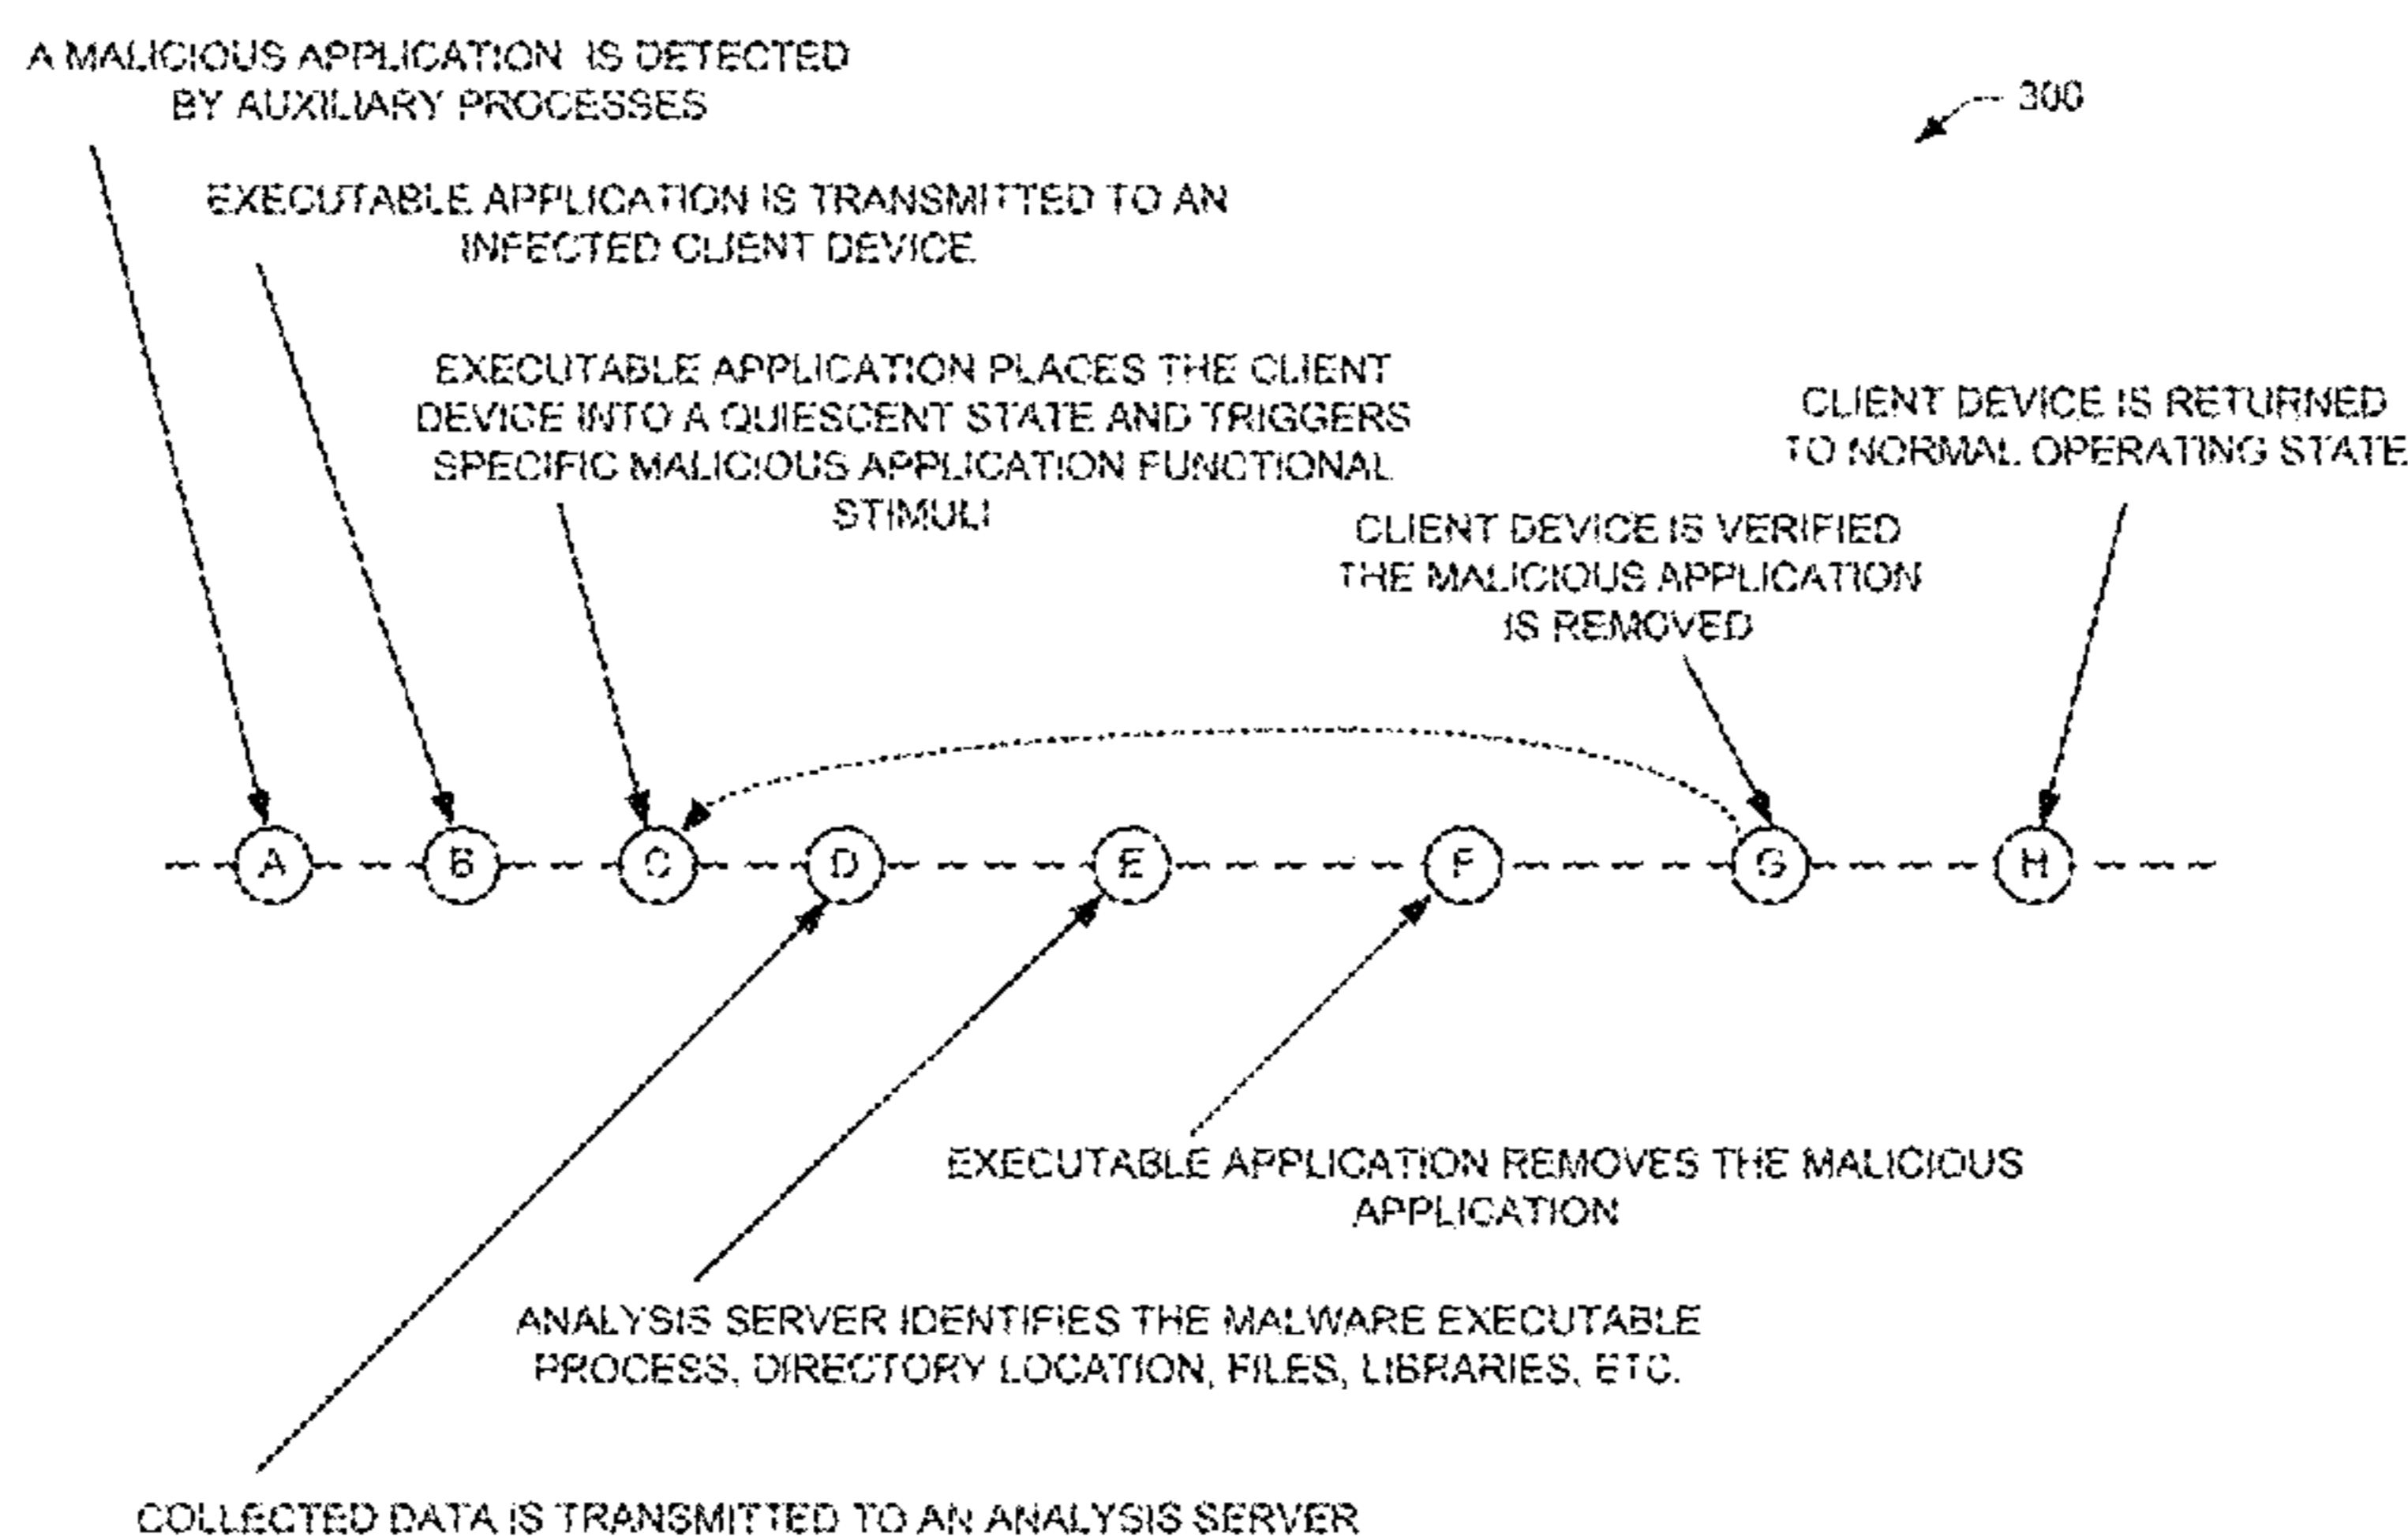 A MALICIOUS APPLICATION IS DETECTED
BY AUXILIARY PROCESSES
300
EXECUTABLE APPLICATION IS TRANSMITTED TO AN
INFECTED CLIENT DEVICE
EXECUTABLE APPLICATION PLACES THE CLIENT
DEVICE INTO A QUIESCENT STATE AND TRIGGERS
SPECIFIC MALICIOUS APPLICATION FUNCTIONAL
STIMULI
CLIENT DEVICE IS RETURNED
TO NORMAL OPERATING STATE
CLIENT DEVICE IS VERIFIED
THE MALICIOUS APPLICATION
IS REMOVED
A B C D E F G H
EXECUTABLE APPLICATION REMOVES THE MALICIOUS
APPLICATION
ANALYSIS SERVER IDENTIFIES THE MALWARE EXECUTABLE
PROCESS, DIRECTORY LOCATION, FILES, LIBRARIES, ETC.
COLLECTED DATA IS TRANSMITTED TO AN ANALYSIS SERVER